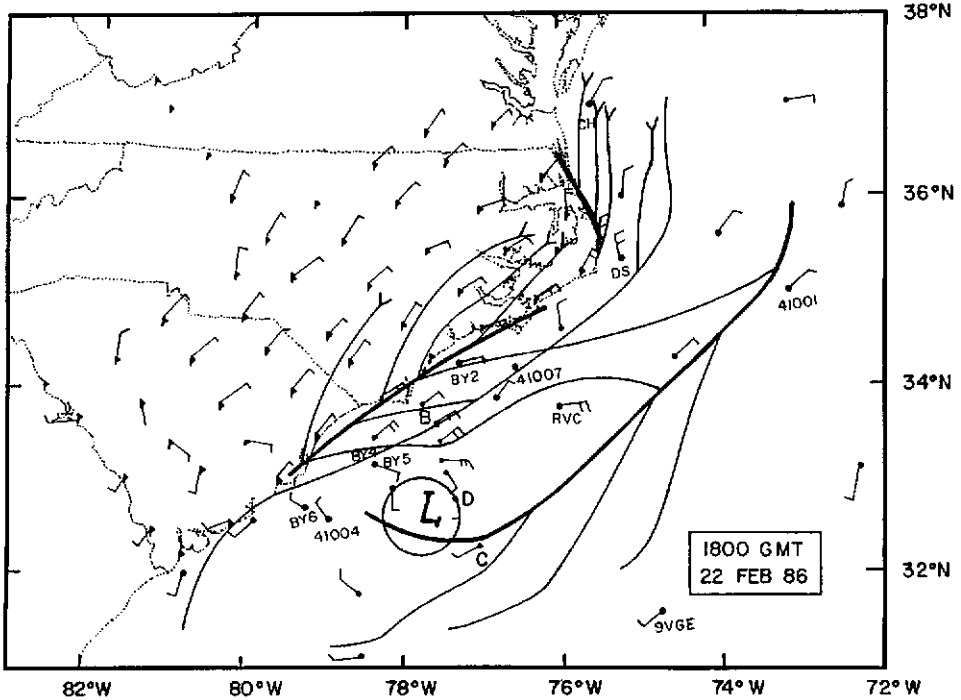 38°N
CH
36°N
DS
41001
BY2
41007
34°N
B
RVC
BY4
BY5
D
L
BY6
41004
C
1800 GMT
22 FEB 86
32°N
9VGE
82°W
80°W
78°W
76°W
74°W
72°W